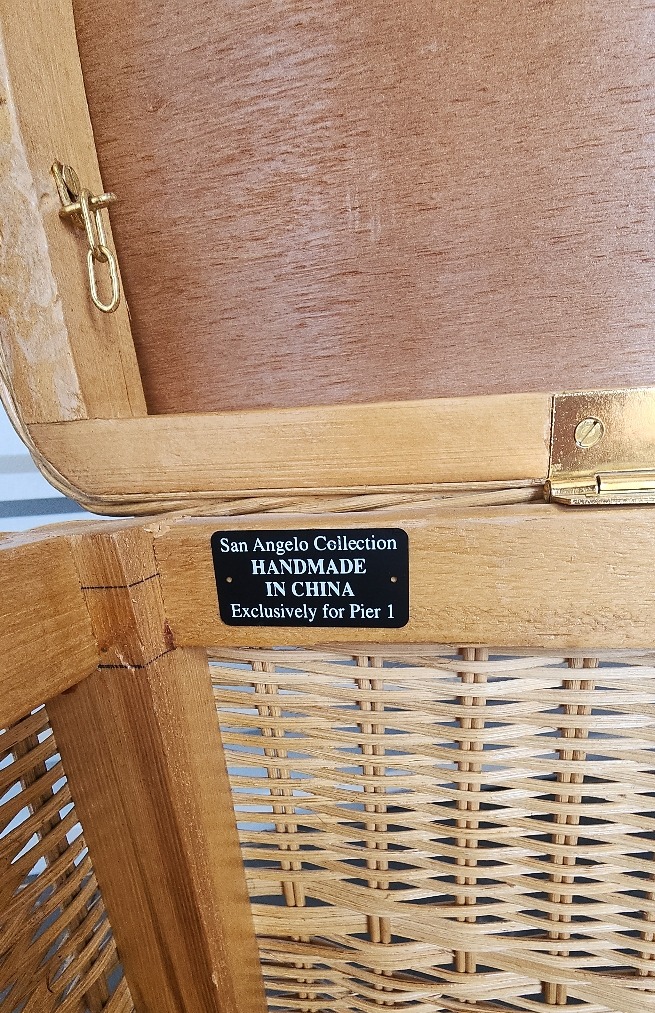 San Angelo Collection
HANDMADE
IN CHINA
Exclusively for Pier 1